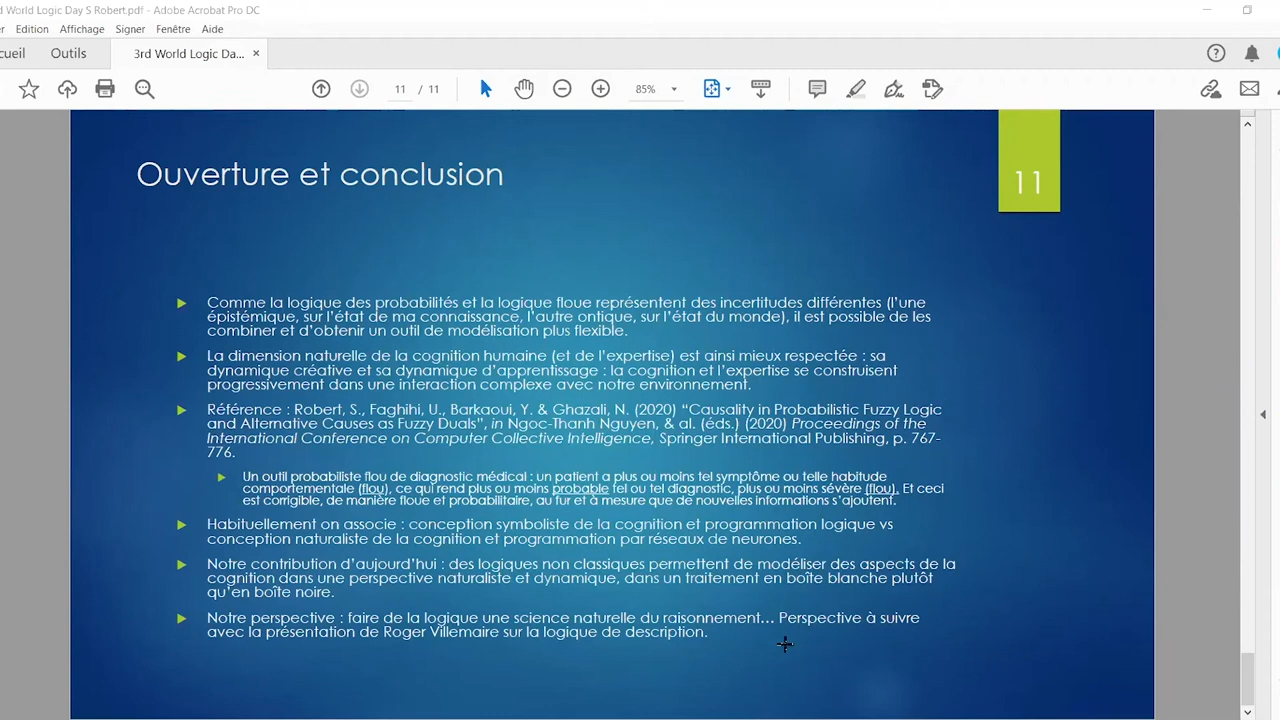 d World Logic Day S Robert.pdf - Adobe Acrobat Pro DC
Edition Affichage Signer Fenêtre Aide
cueil Outils 3rd World Logic Da... ×
11 / 11 85%
Ouverture et conclusion
11
Comme la logique des probabilités et la logique floue représentent des incertitudes différentes (l'une
épistémique, sur l'état de ma connaissance, l'autre ontique, sur l'état du monde), il est possible de les
combiner et d'obtenir un outil de modélisation plus flexible.
La dimension naturelle de la cognition humaine (et de l'expertise) est ainsi mieux respectée : sa
dynamique créative et sa dynamique d'apprentissage : la cognition et l'expertise se construisent
progressivement dans une interaction complexe avec notre environnement.
Référence : Robert, S., Faghihi, U., Barkaoui, Y. & Ghazali, N. (2020) “Causality in Probabilistic Fuzzy Logic
and Alternative Causes as Fuzzy Duals”, in Ngoc-Thanh Nguyen, & al. (éds.) (2020) Proceedings of the
International Conference on Computer Collective Intelligence, Springer International Publishing, p. 767-
776.
Un outil probabiliste flou de diagnostic médical : un patient a plus ou moins tel symptôme ou telle habitude
comportementale (flou), ce qui rend plus ou moins probable tel ou tel diagnostic, plus ou moins sévère (flou). Et ceci
est corrigible, de manière floue et probabilitaire, au fur et à mesure que de nouvelles informations s'ajoutent.
Habituellement on associe : conception symboliste de la cognition et programmation logique vs
conception naturaliste de la cognition et programmation par réseaux de neurones.
Notre contribution d'aujourd'hui : des logiques non classiques permettent de modéliser des aspects de la
cognition dans une perspective naturaliste et dynamique, dans un traitement en boîte blanche plutôt
qu'en boîte noire.
Notre perspective : faire de la logique une science naturelle du raisonnement... Perspective à suivre
avec la présentation de Roger Villemaire sur la logique de description.